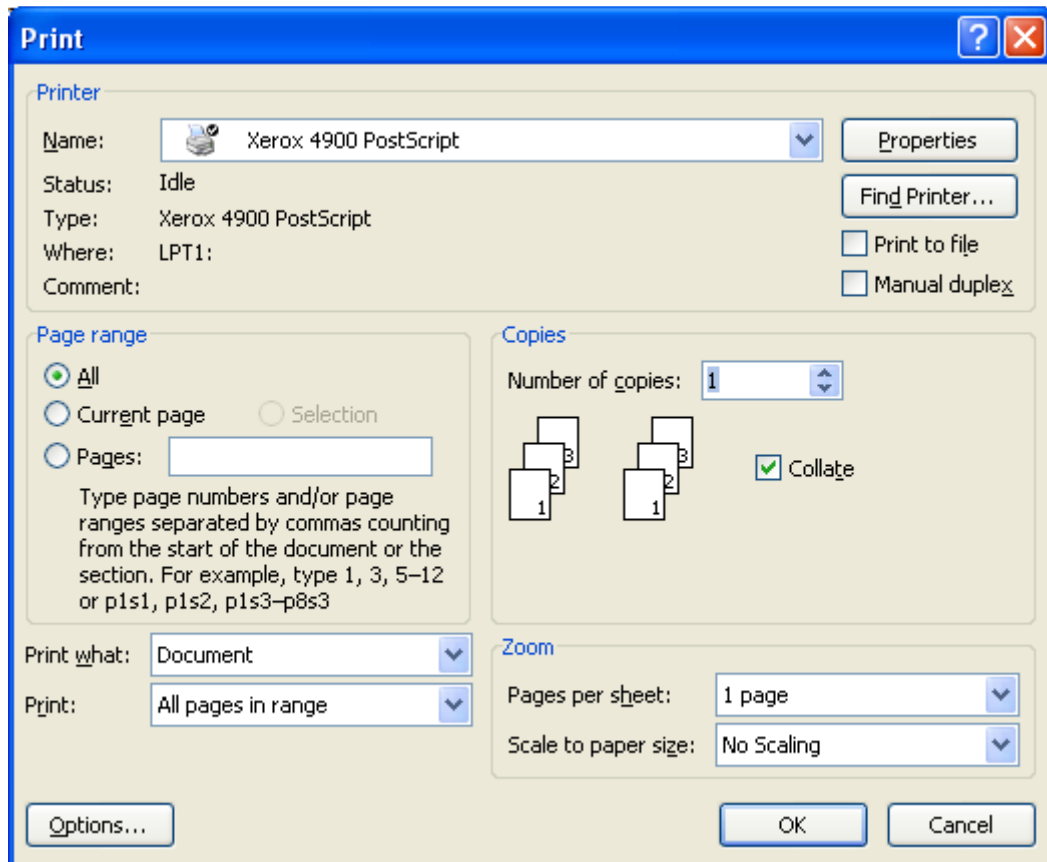 Print
Printer
Name: Xerox 4900 PostScript Properties
Status: Idle
Find Printer...
Type: Xerox 4900 PostScript
Where: LPT1: Print to file
Comment: Manual duplex
Page range
All
Current page Selection
Pages:
Type page numbers and/or page
ranges separated by commas counting
from the start of the document or the
section. For example, type 1, 3, 5–12
or p1s1, p1s2, p1s3–p8s3
Copies
Number of copies: 1
3 3
2 2
1 1
Collate
Print what: Document
Print: All pages in range
Zoom
Pages per sheet: 1 page
Scale to paper size: No Scaling
Options... OK Cancel